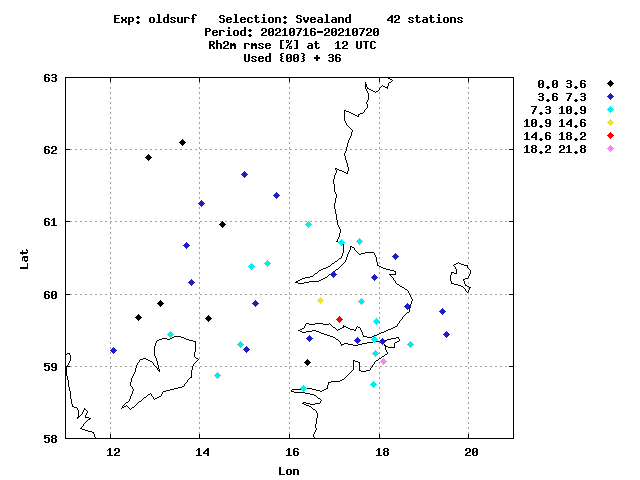 Exp: oldsurf   Selection: Svealand     42 stations
Period: 20210716-20210720
Rh2m rmse [%] at  12 UTC
Used {00} + 36
0.0 3.6
3.6 7.3
7.3 10.9
10.9 14.6
14.6 18.2
18.2 21.8
63
62
61
60
59
58
Lat
12 14 16 18 20
Lon